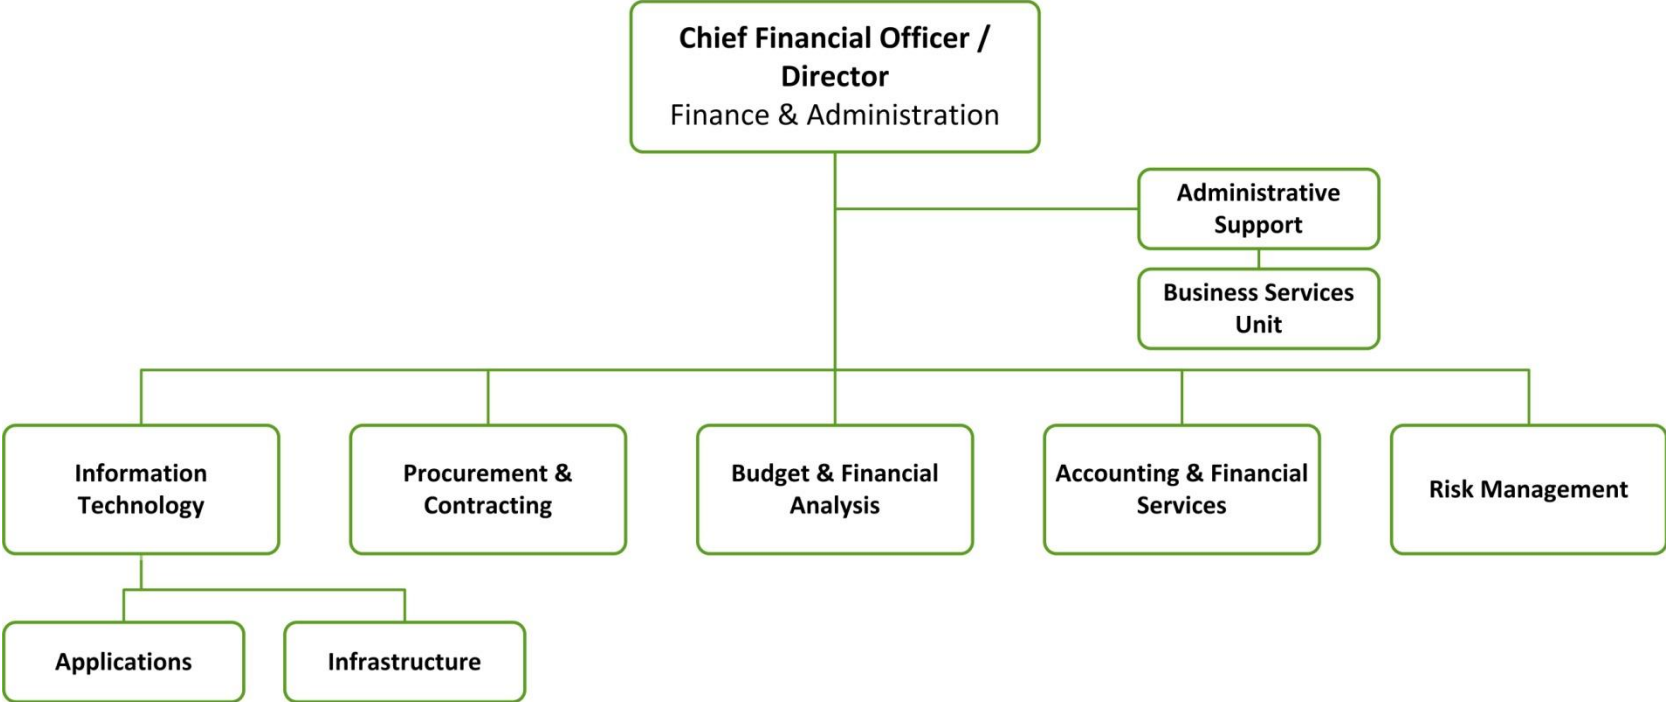 Chief Financial Officer /
Director
Finance & Administration
Administrative
Support
Business Services
Unit
Information
Technology
Procurement &
Contracting
Budget & Financial
Analysis
Accounting & Financial
Services
Risk Management
Applications
Infrastructure